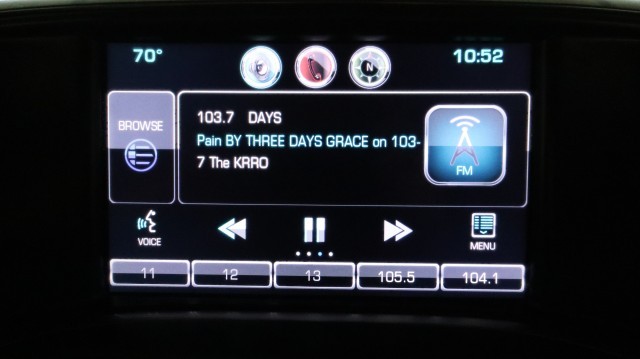 70° N 10:52
BROWSE
103.7 DAYS
Pain BY THREE DAYS GRACE on 103-
7 The KRRO
FM
VOICE
MENU
11 12 13 105.5 104.1